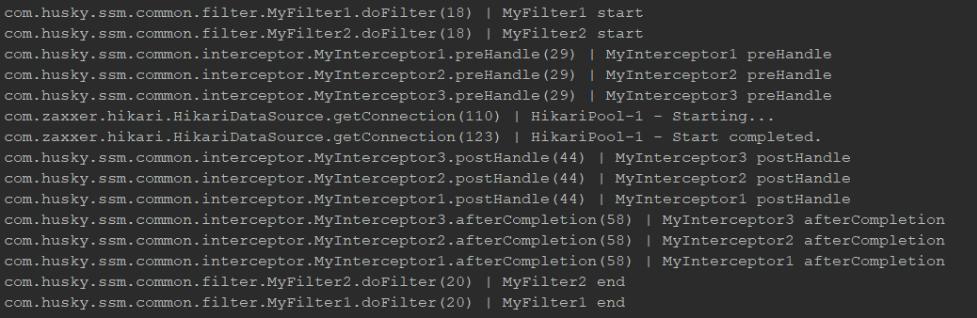 com.husky.ssm.common.filter.MyFilter1.doFilter(18) | MyFilter1 start
com.husky.ssm.common.filter.MyFilter2.doFilter(18) | MyFilter2 start
com.husky.ssm.common.interceptor.MyInterceptor1.preHandle(29) | MyInterceptor1 preHandle
com.husky.ssm.common.interceptor.MyInterceptor2.preHandle(29) | MyInterceptor2 preHandle
com.husky.ssm.common.interceptor.MyInterceptor3.preHandle(29) | MyInterceptor3 preHandle
com.zaxxer.hikari.HikariDataSource.getConnection(110) | HikariPool-1 - Starting...
com.zaxxer.hikari.HikariDataSource.getConnection(123) | HikariPool-1 - Start completed.
com.husky.ssm.common.interceptor.MyInterceptor3.postHandle(44) | MyInterceptor3 postHandle
com.husky.ssm.common.interceptor.MyInterceptor2.postHandle(44) | MyInterceptor2 postHandle
com.husky.ssm.common.interceptor.MyInterceptor1.postHandle(44) | MyInterceptor1 postHandle
com.husky.ssm.common.interceptor.MyInterceptor3.afterCompletion(58) | MyInterceptor3 afterCompletion
com.husky.ssm.common.interceptor.MyInterceptor2.afterCompletion(58) | MyInterceptor2 afterCompletion
com.husky.ssm.common.interceptor.MyInterceptor1.afterCompletion(58) | MyInterceptor1 afterCompletion
com.husky.ssm.common.filter.MyFilter2.doFilter(20) | MyFilter2 end
com.husky.ssm.common.filter.MyFilter1.doFilter(20) | MyFilter1 end